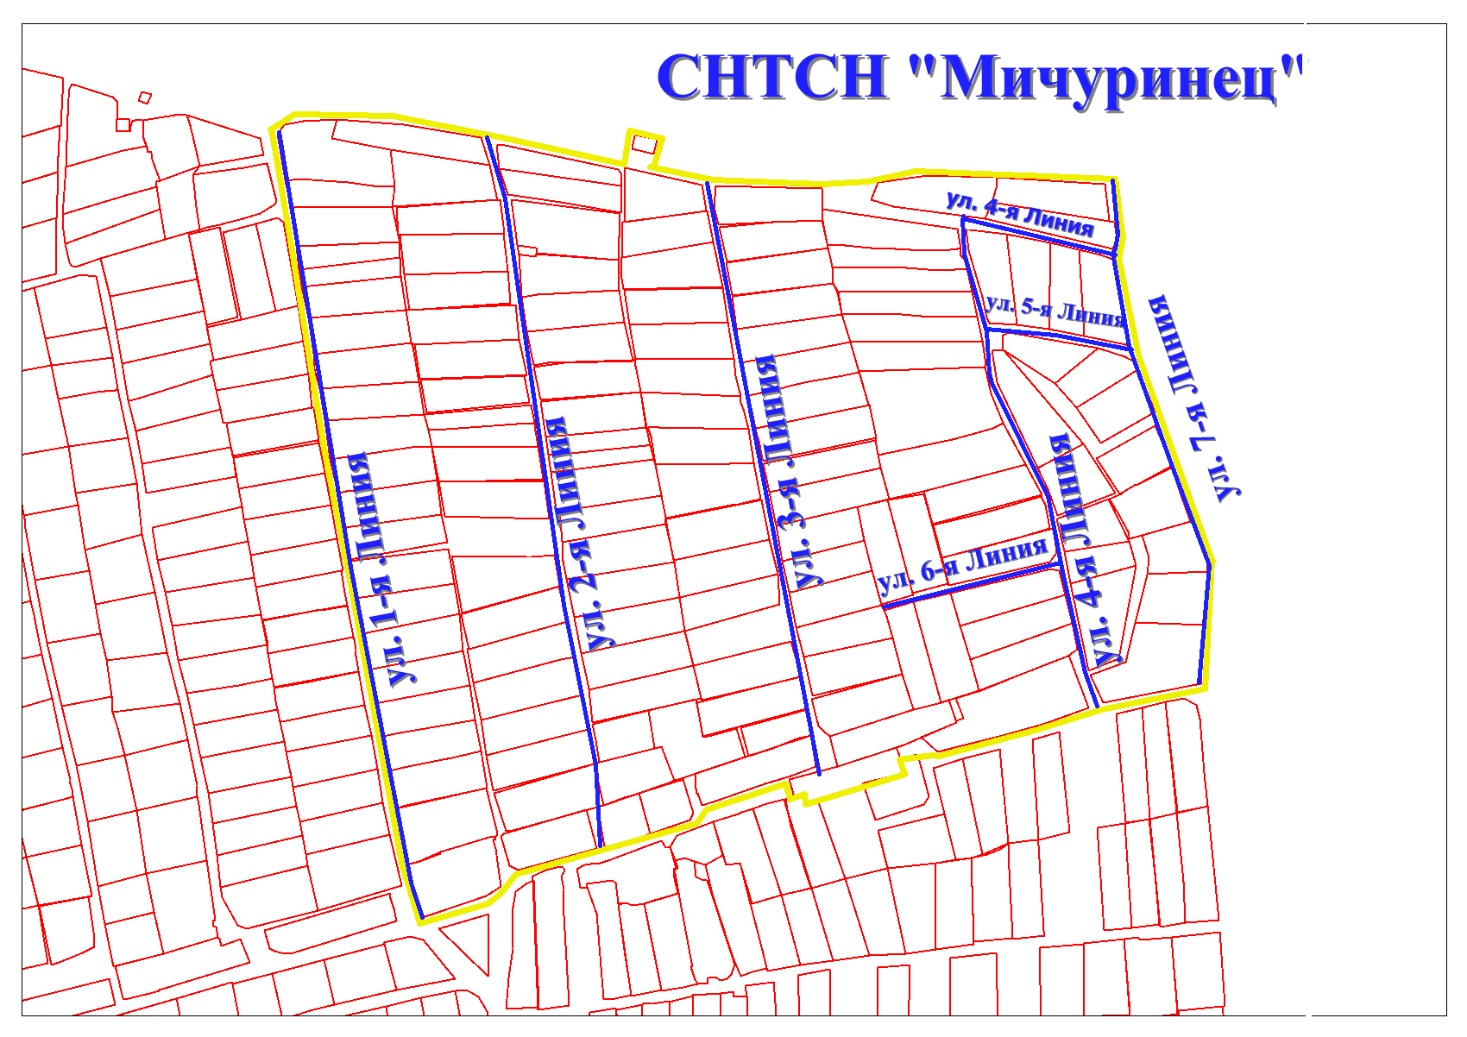 СНТСН "Мичуринец"
ул. 4-я Линия
ул. 5-я Линия
ул. 7-я Линия
ул. 3-я Линия
ул. 2-я Линия
ул. 1-я Линия
ул. 6-я Линия
ул. 4-я Линия